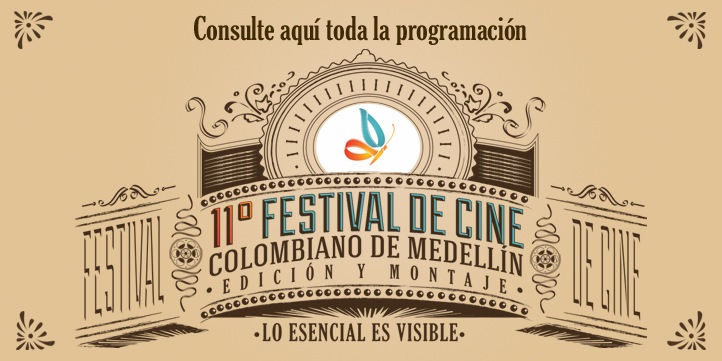 Consulte aquí toda la programación
11º FESTIVAL DE CINE
COLOMBIANO DE MEDELLÍN
· EDICIÓN Y MONTAJE ·
FESTIVAL
DE CINE
· LO ESENCIAL ES VISIBLE ·